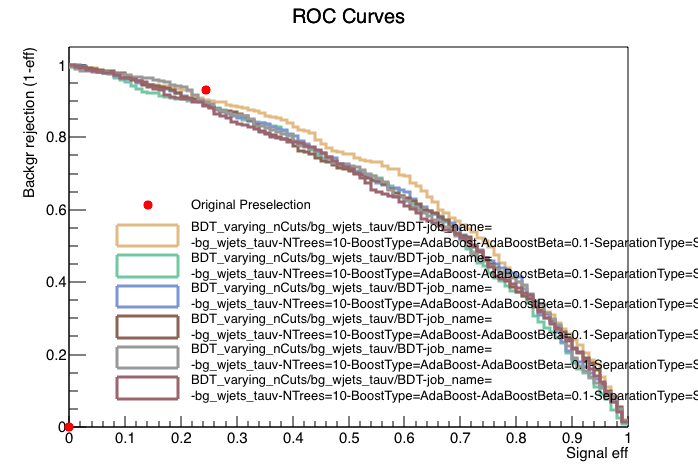 ROC Curves
Backgr rejection (1-eff)
1
0.8
0.6
0.4
0.2
0
Original Preselection
BDT_varying_nCuts/bg_wjets_tauv/BDT-job_name=
-bg_wjets_tauv-NTrees=10-BoostType=AdaBoost-AdaBoostBeta=0.1-SeparationType=S
BDT_varying_nCuts/bg_wjets_tauv/BDT-job_name=
-bg_wjets_tauv-NTrees=10-BoostType=AdaBoost-AdaBoostBeta=0.1-SeparationType=S
BDT_varying_nCuts/bg_wjets_tauv/BDT-job_name=
-bg_wjets_tauv-NTrees=10-BoostType=AdaBoost-AdaBoostBeta=0.1-SeparationType=S
BDT_varying_nCuts/bg_wjets_tauv/BDT-job_name=
-bg_wjets_tauv-NTrees=10-BoostType=AdaBoost-AdaBoostBeta=0.1-SeparationType=S
BDT_varying_nCuts/bg_wjets_tauv/BDT-job_name=
-bg_wjets_tauv-NTrees=10-BoostType=AdaBoost-AdaBoostBeta=0.1-SeparationType=S
BDT_varying_nCuts/bg_wjets_tauv/BDT-job_name=
-bg_wjets_tauv-NTrees=10-BoostType=AdaBoost-AdaBoostBeta=0.1-SeparationType=S
0 0.1 0.2 0.3 0.4 0.5 0.6 0.7 0.8 0.9 1
Signal eff